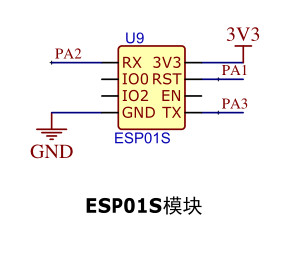 U9
3V3
PA2
RX 3V3
PA1
IO0 RST
IO2 EN
PA3
GND TX
GND
ESP01S
ESP01S模块